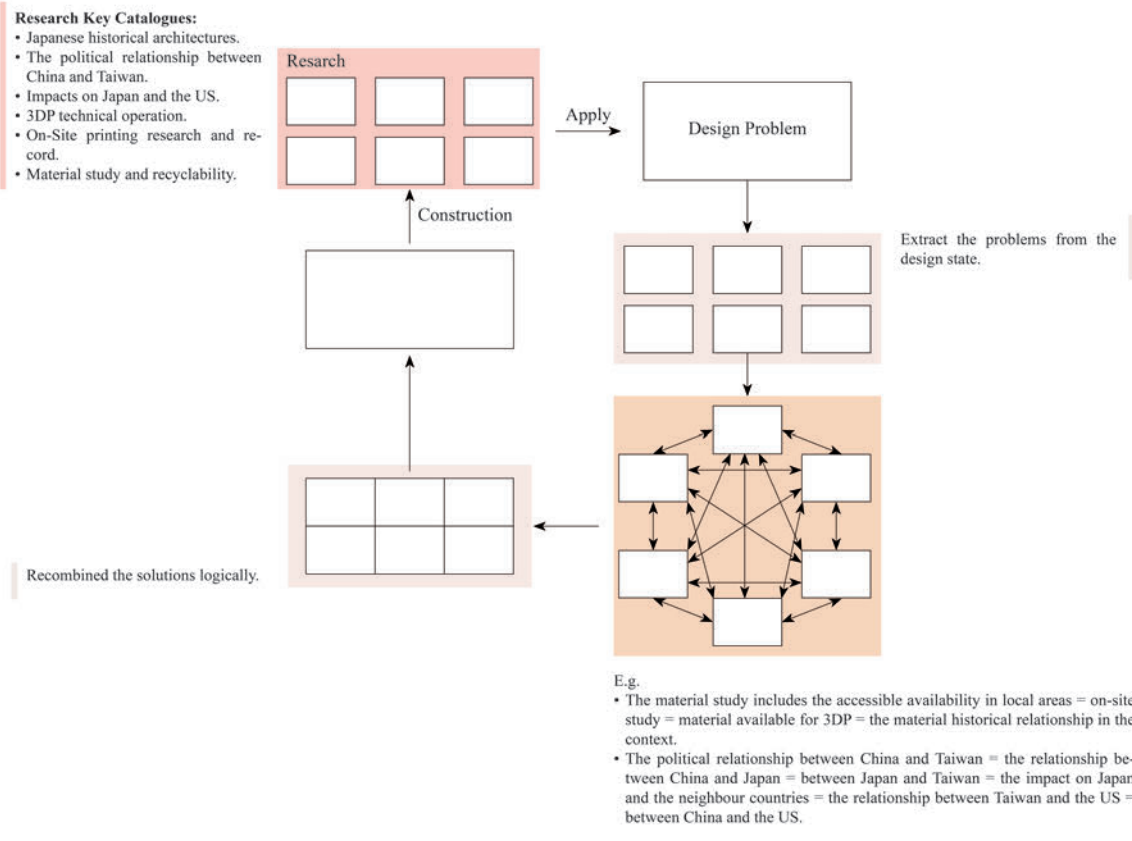 Research Key Catalogues:
• Japanese historical architectures.
• The political relationship between
China and Taiwan.
• Impacts on Japan and the US.
• 3DP technical operation.
• On-Site printing research and re-
cord.
• Material study and recyclability.
Resarch
Apply
Design Problem
Construction
Extract the problems from the
design state.
Recombined the solutions logically.
E.g.
• The material study includes the accessible availability in local areas = on-site
study = material available for 3DP = the material historical relationship in the
context.
• The political relationship between China and Taiwan = the relationship be-
tween China and Japan = between Japan and Taiwan = the impact on Japan
and the neighbour countries = the relationship between Taiwan and the US =
between China and the US.